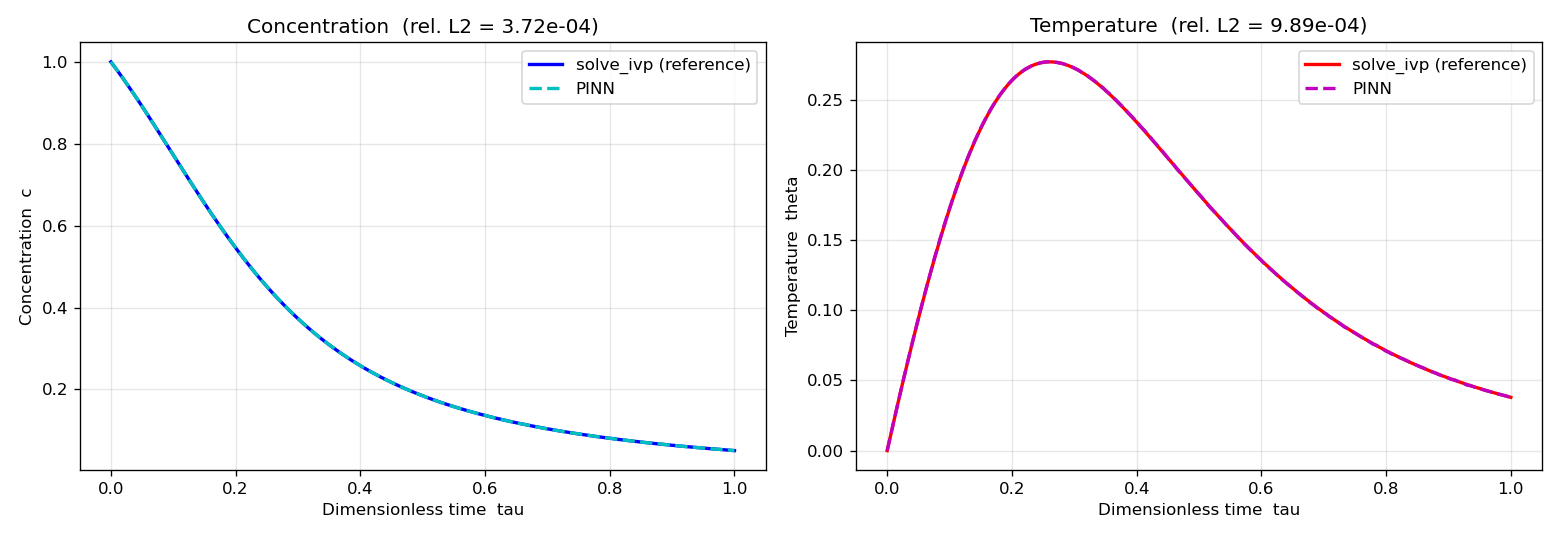 Concentration  (rel. L2 = 3.72e-04)
Concentration  c
1.0
0.8
0.6
0.4
0.2
solve_ivp (reference)
PINN
0.0 0.2 0.4 0.6 0.8 1.0
Dimensionless time  tau
Temperature  (rel. L2 = 9.89e-04)
Temperature  theta
0.25
0.20
0.15
0.10
0.05
0.00
solve_ivp (reference)
PINN
0.0 0.2 0.4 0.6 0.8 1.0
Dimensionless time  tau